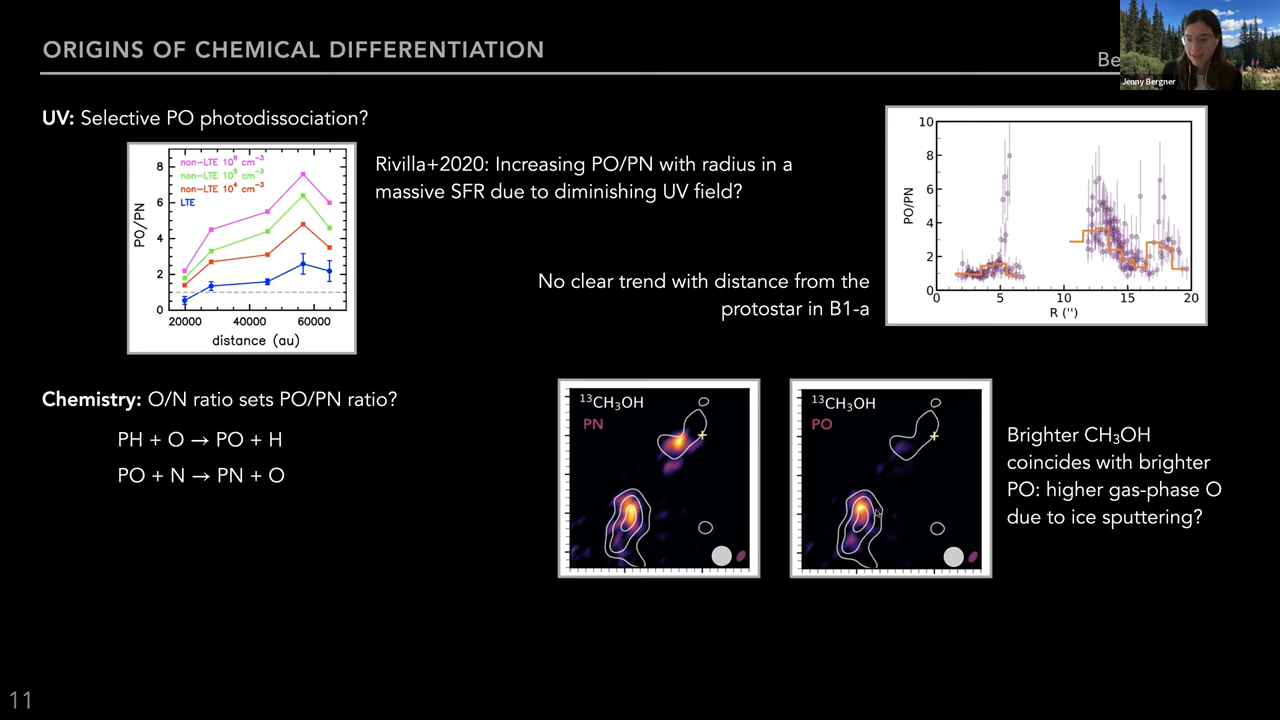 ORIGINS OF CHEMICAL DIFFERENTIATION
Be
Jenny Bergner
UV: Selective PO photodissociation?
non-LTE 10⁶ cm⁻³
non-LTE 10⁵ cm⁻³
non-LTE 10⁴ cm⁻³
LTE
8
6
4
2
0
PO/PN
20000 40000 60000
distance (au)
Rivilla+2020: Increasing PO/PN with radius in a
massive SFR due to diminishing UV field?
No clear trend with distance from the
protostar in B1-a
10
8
6
4
2
0
PO/PN
0 5 10 15 20
R ('')
Chemistry: O/N ratio sets PO/PN ratio?
PH + O → PO + H
PO + N → PN + O
¹³CH₃OH
PN
¹³CH₃OH
PO
Brighter CH₃OH
coincides with brighter
PO: higher gas-phase O
due to ice sputtering?
11